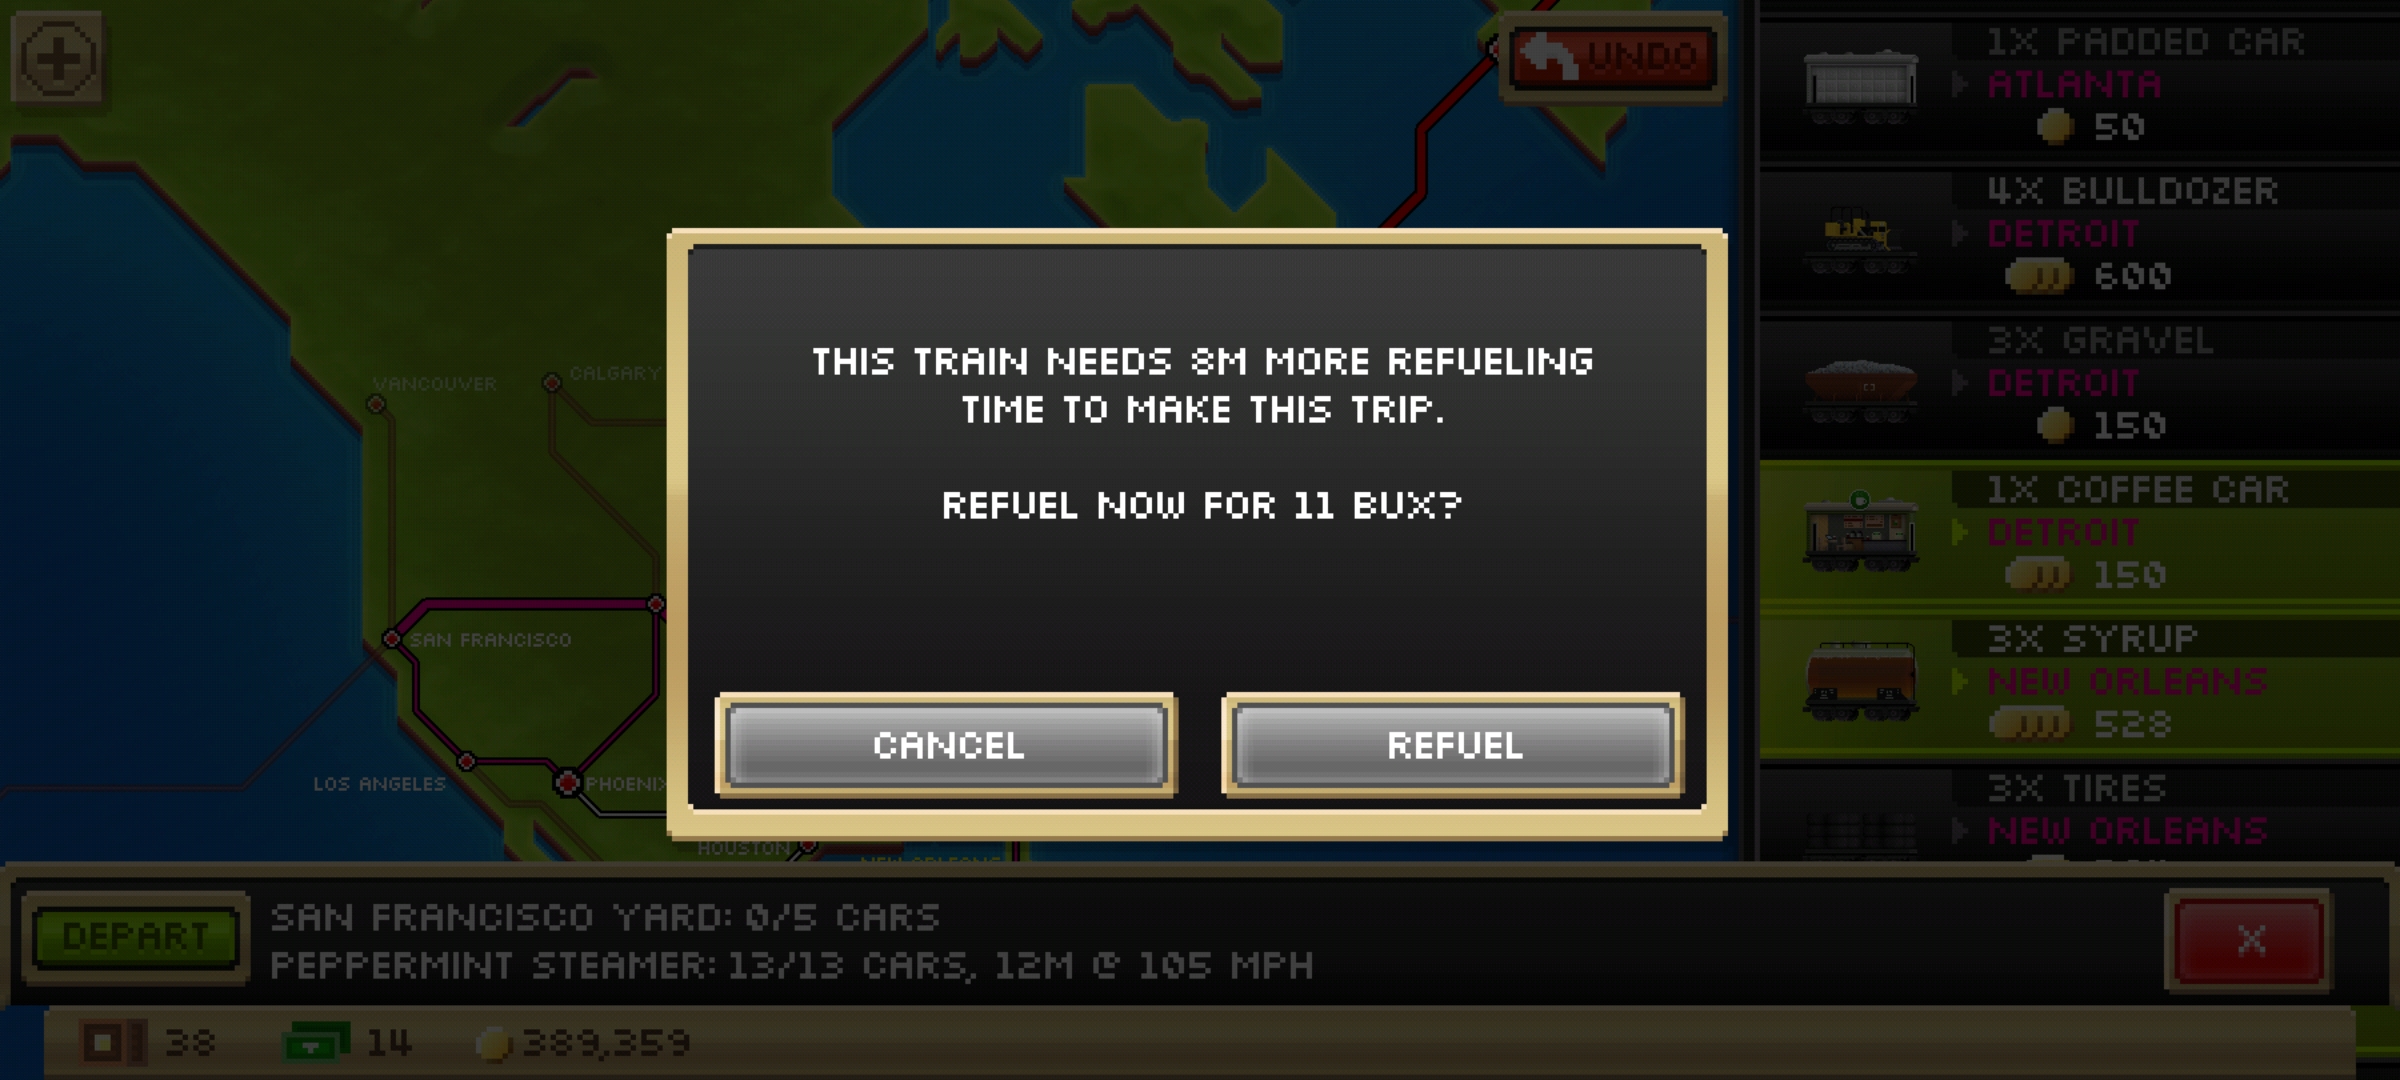 UNDO
1X PADDED CAR
ATLANTA
50
4X BULLDOZER
DETROIT
600
3X GRAVEL
DETROIT
150
1X COFFEE CAR
DETROIT
150
3X SYRUP
NEW ORLEANS
528
3X TIRES
NEW ORLEANS
VANCOUVER
CALGARY
SAN FRANCISCO
LOS ANGELES
PHOENIX
HOUSTON
NEW ORLEANS
THIS TRAIN NEEDS 8M MORE REFUELING
TIME TO MAKE THIS TRIP.
REFUEL NOW FOR 11 BUX?
CANCEL
REFUEL
DEPART
SAN FRANCISCO YARD: 0/5 CARS
PEPPERMINT STEAMER: 13/13 CARS, 12M @ 105 MPH
X
38
14
389,359